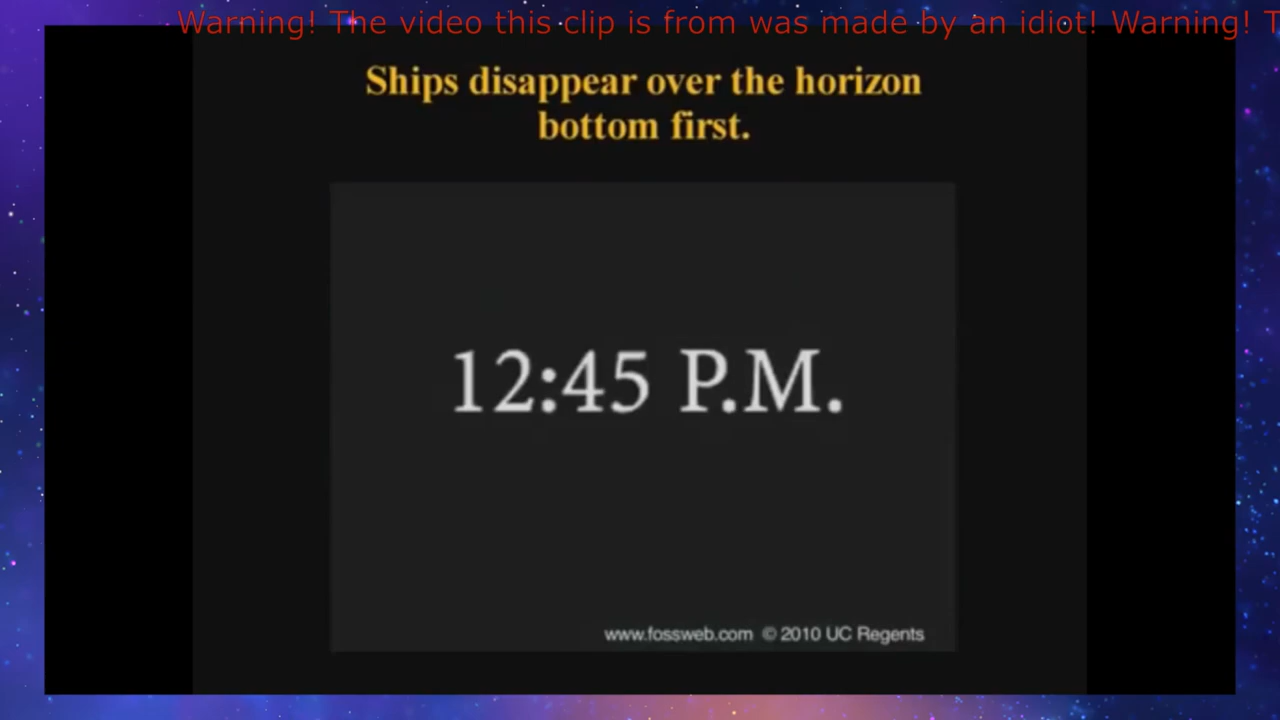 Warning! The video this clip is from was made by an idiot! Warning! T
Ships disappear over the horizon
bottom first.
12:45 P.M.
www.fossweb.com © 2010 UC Regents